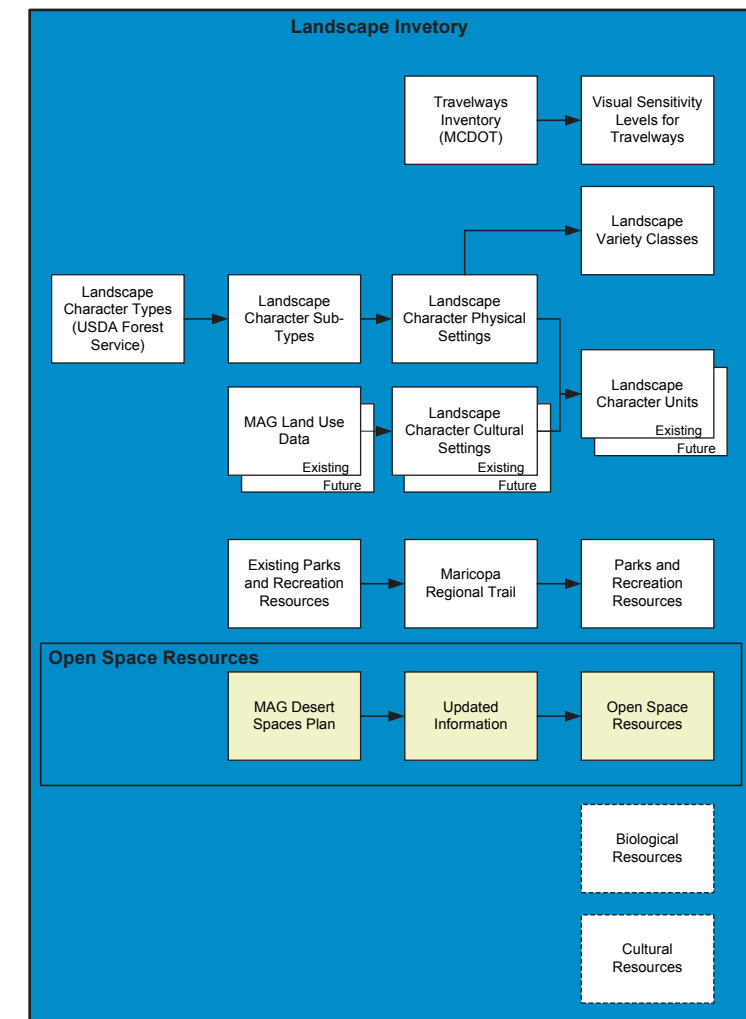 Landscape Invetory
Travelways
Inventory
(MCDOT)
Visual Sensitivity
Levels for
Travelways
Landscape
Variety Classes
Landscape
Character Types
(USDA Forest
Service)
Landscape
Character Sub-
Types
Landscape
Character Physical
Settings
MAG Land Use
Data
Existing
Future
Landscape
Character Cultural
Settings
Existing
Future
Landscape
Character Units
Existing
Future
Existing Parks
and Recreation
Resources
Maricopa
Regional Trail
Parks and
Recreation
Resources
Open Space Resources
MAG Desert
Spaces Plan
Updated
Information
Open Space
Resources
Biological
Resources
Cultural
Resources